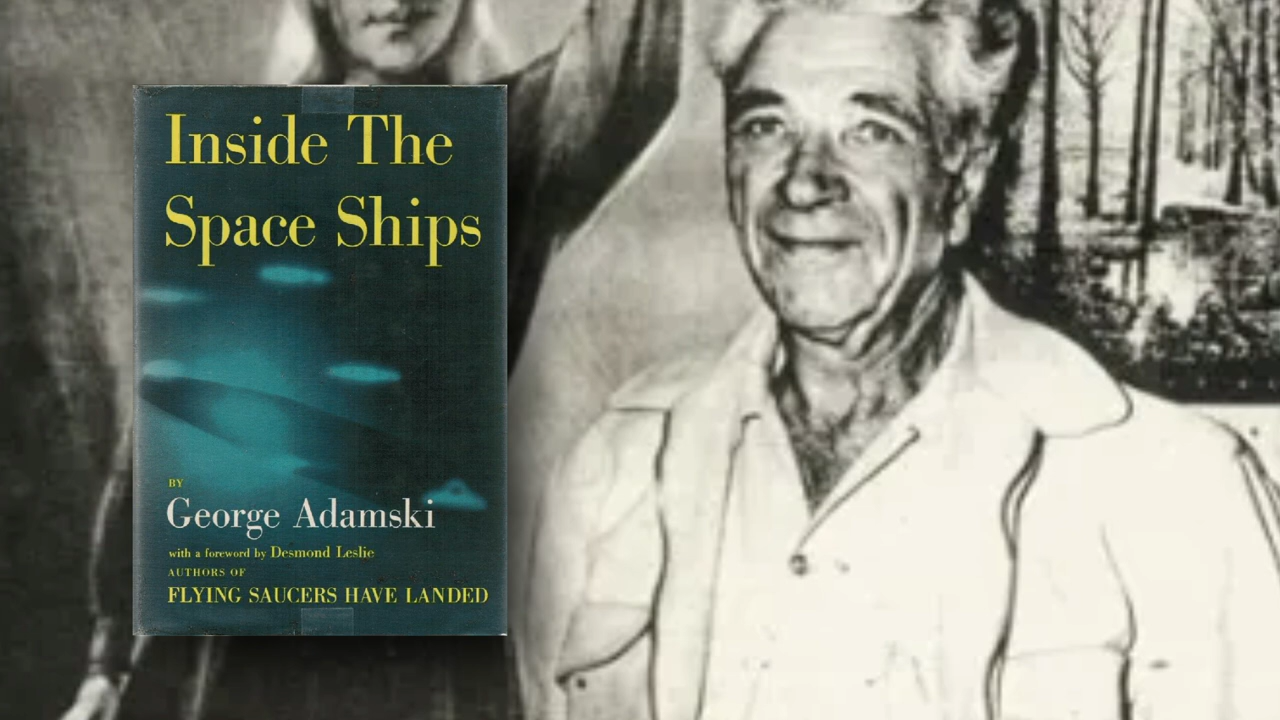 Inside The
Space Ships
BY
George Adamski
with a foreword by Desmond Leslie
AUTHORS OF
FLYING SAUCERS HAVE LANDED